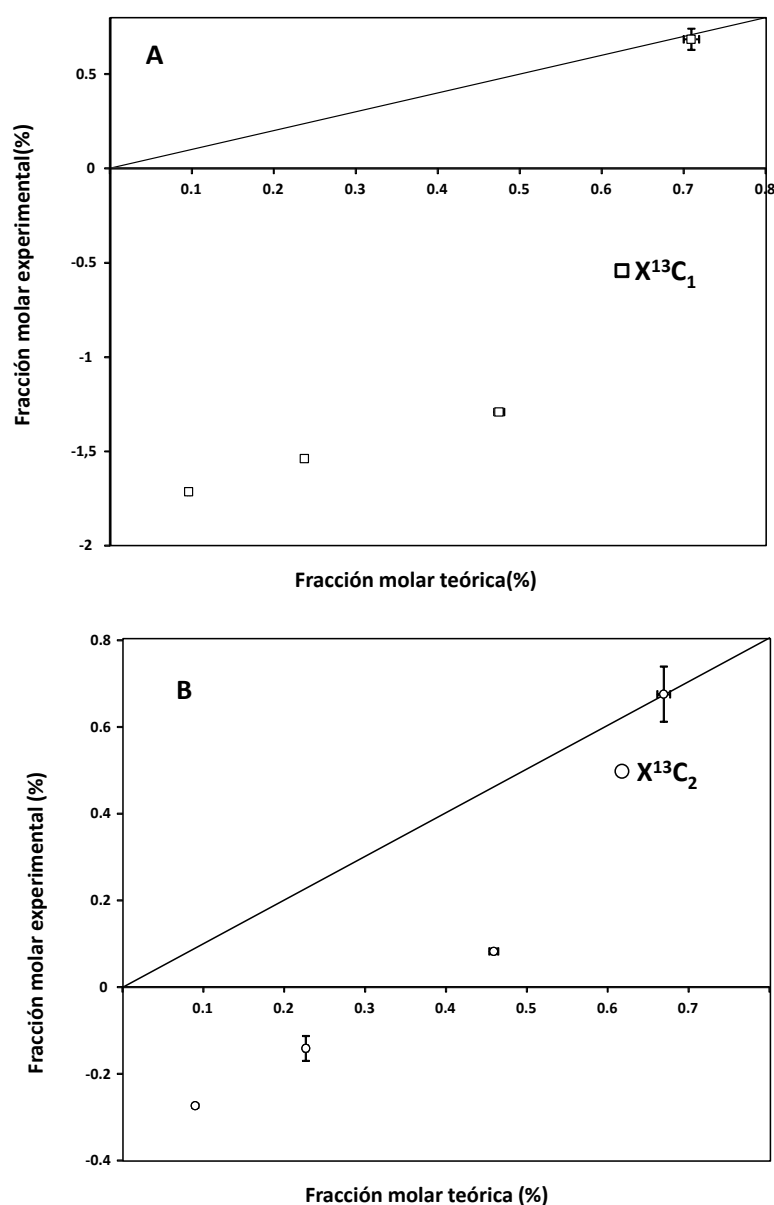 A
0.5
0
-0.5
-1
-1,5
-2
0.1 0.2 0.3 0.4 0.5 0.6 0.7 0.8
X¹³C₁
Fracción molar experimental(%)
Fracción molar teórica(%)
B
0.8
0.6
0.4
0.2
0
-0.2
-0.4
0.1 0.2 0.3 0.4 0.5 0.6 0.7
X¹³C₂
Fracción molar experimental (%)
Fracción molar teórica (%)